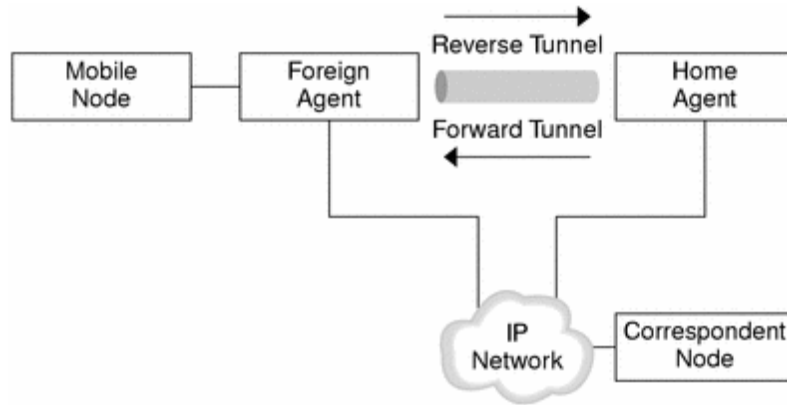 Mobile
Node
Foreign
Agent
Reverse Tunnel
Forward Tunnel
Home
Agent
IP
Network
Correspondent
Node